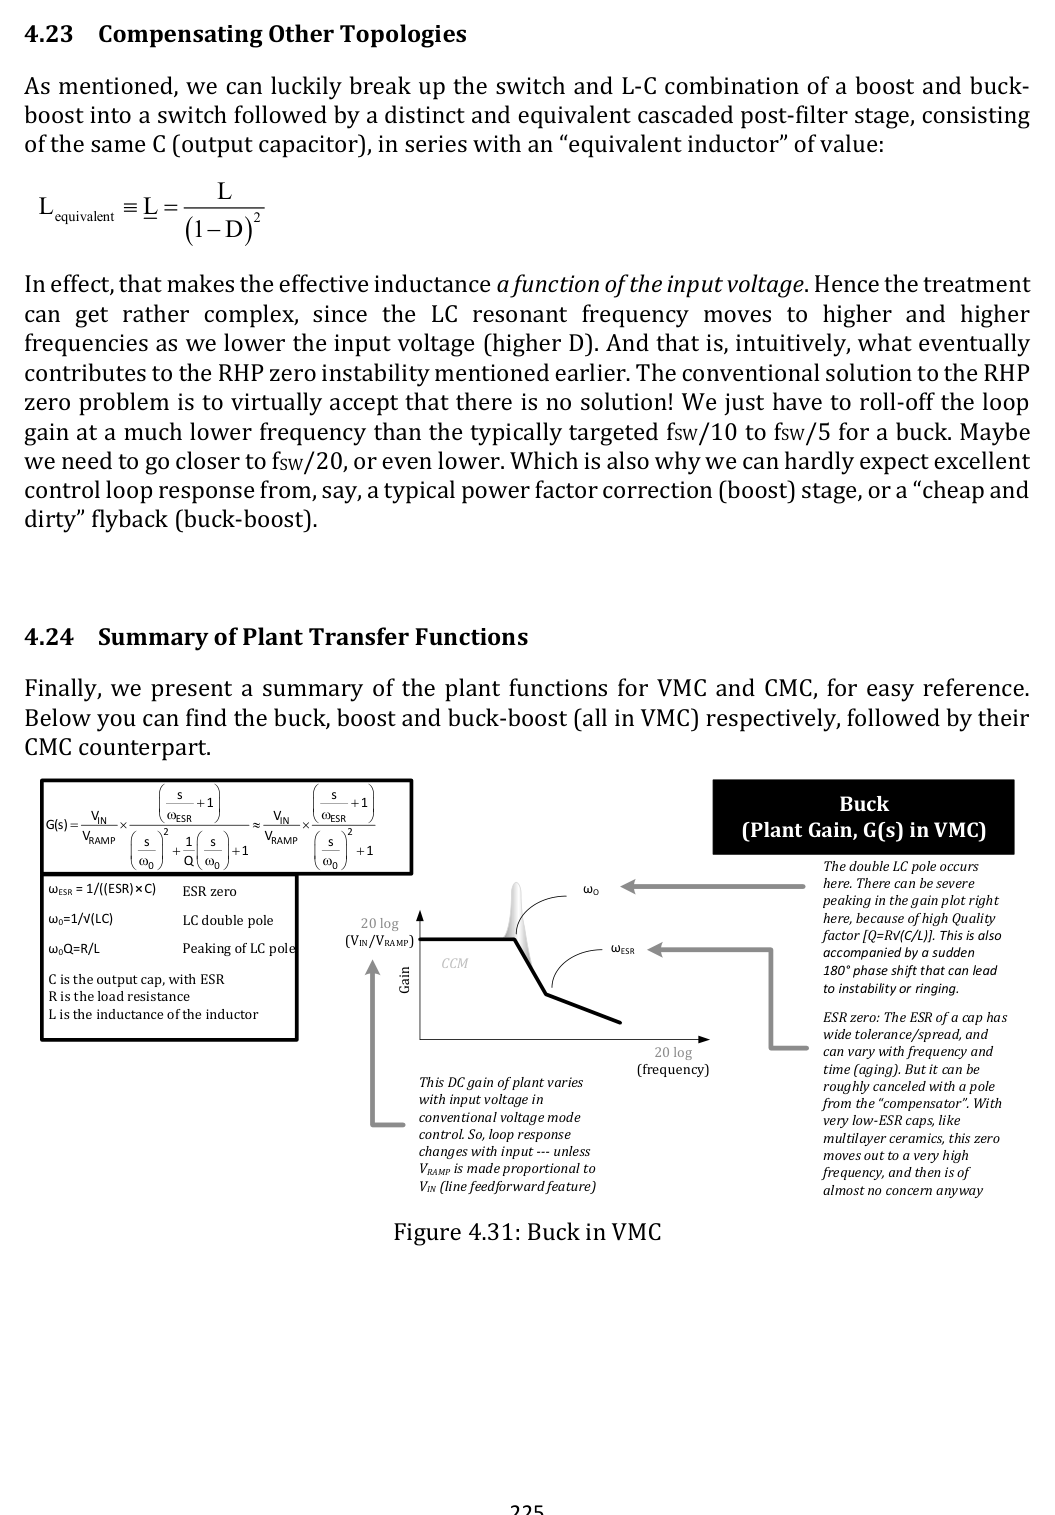 4.23 Compensating Other Topologies
As mentioned, we can luckily break up the switch and L-C combination of a boost and buck-
boost into a switch followed by a distinct and equivalent cascaded post-filter stage, consisting
of the same C (output capacitor), in series with an “equivalent inductor” of value:
L equivalent ≡ L = L / (1 – D)²
In effect, that makes the effective inductance a function of the input voltage. Hence the treatment
can get rather complex, since the LC resonant frequency moves to higher and higher
frequencies as we lower the input voltage (higher D). And that is, intuitively, what eventually
contributes to the RHP zero instability mentioned earlier. The conventional solution to the RHP
zero problem is to virtually accept that there is no solution! We just have to roll-off the loop
gain at a much lower frequency than the typically targeted fsw/10 to fsw/5 for a buck. Maybe
we need to go closer to fsw/20, or even lower. Which is also why we can hardly expect excellent
control loop response from, say, a typical power factor correction (boost) stage, or a “cheap and
dirty” flyback (buck-boost).
4.24 Summary of Plant Transfer Functions
Finally, we present a summary of the plant functions for VMC and CMC, for easy reference.
Below you can find the buck, boost and buck-boost (all in VMC) respectively, followed by their
CMC counterpart.
G(s) = VIN/VRAMP × (s/ωESR + 1) / ((s/ω0)² + 1/Q (s/ω0) + 1) ≈ VIN/VRAMP × (s/ωESR + 1) / ((s/ω0)² + 1)
ωESR = 1/((ESR)×C) ESR zero
ω0=1/√(LC) LC double pole
ω0Q=R/L Peaking of LC pole
C is the output cap, with ESR
R is the load resistance
L is the inductance of the inductor
20 log
(VIN/VRAMP)
Gain
CCM
ωO
ωESR
20 log
(frequency)
This DC gain of plant varies
with input voltage in
conventional voltage mode
control. So, loop response
changes with input --- unless
VRAMP is made proportional to
VIN (line feedforward feature)
Buck
(Plant Gain, G(s) in VMC)
The double LC pole occurs
here. There can be severe
peaking in the gain plot right
here, because of high Quality
factor [Q=R√(C/L)]. This is also
accompanied by a sudden
180° phase shift that can lead
to instability or ringing.
ESR zero: The ESR of a cap has
wide tolerance/spread, and
can vary with frequency and
time (aging). But it can be
roughly canceled with a pole
from the “compensator”. With
very low-ESR caps, like
multilayer ceramics, this zero
moves out to a very high
frequency, and then is of
almost no concern anyway
Figure 4.31: Buck in VMC
225